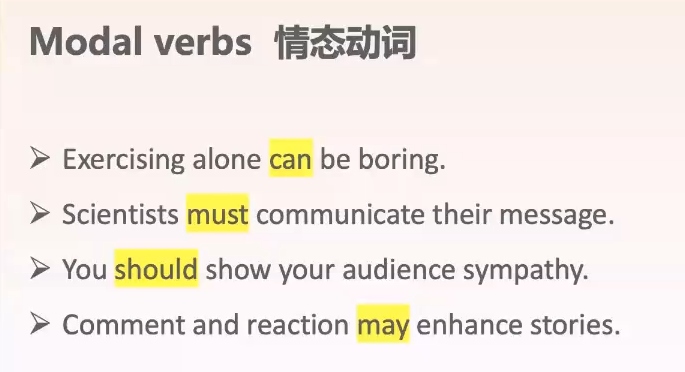 Modal verbs 情态动词
➢ Exercising alone can be boring.
➢ Scientists must communicate their message.
➢ You should show your audience sympathy.
➢ Comment and reaction may enhance stories.